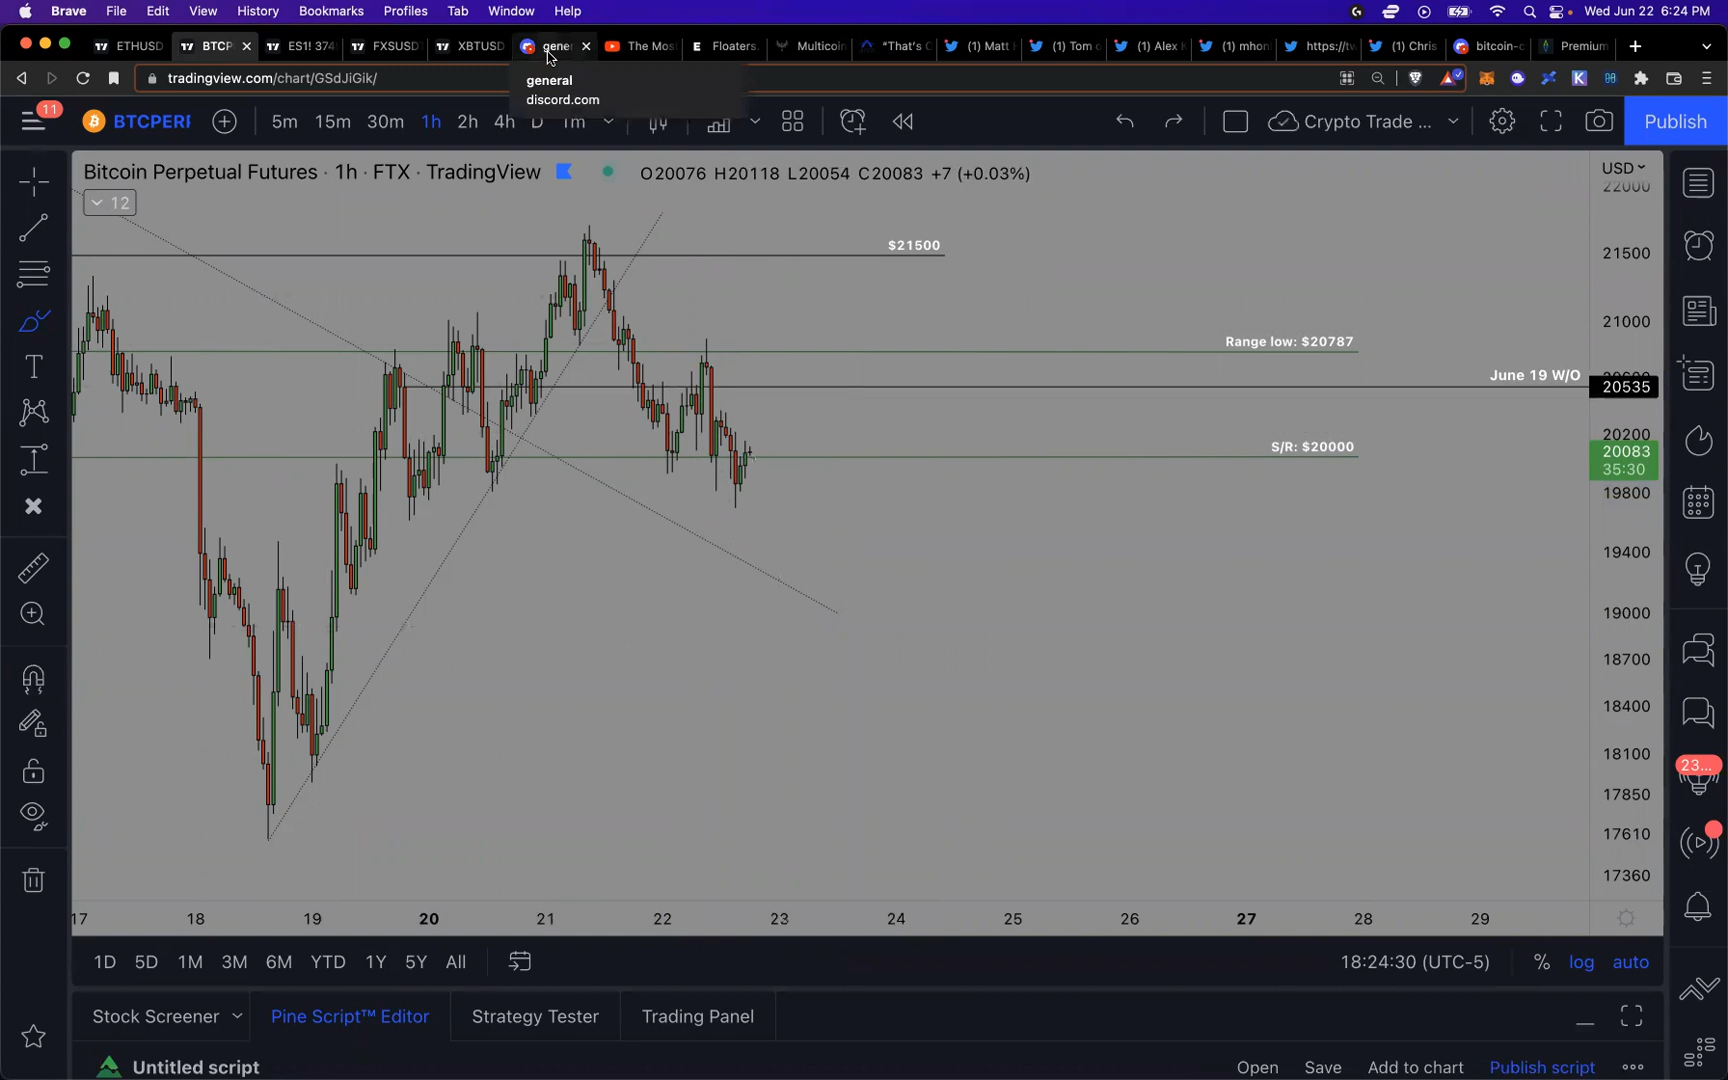 Brave File Edit View History Bookmarks Profiles Tab Window Help Wed Jun 22 6:24 PM
ETHUSD BTCP ES1! 374 FXSUSDT XBTUSD gene The Mos Floaters. Multicoin "That's C (1) Matt (1) Tom o (1) Alex K (1) mhon https://tw (1) Chris bitcoin-c Premium
tradingview.com/chart/GSdJiGik/
general
discord.com
11
BTCPERF 5m 15m 30m 1h 2h 4h D 1m Crypto Trade ... Publish
Bitcoin Perpetual Futures · 1h · FTX · TradingView O20076 H20118 L20054 C20083 +7 (+0.03%) USD
12
22000
$21500
21500
21000
Range low: $20787
June 19 W/O
20535
20200
S/R: $20000
20083
35:30
19800
19400
19000
18700
18400
18100
23...
17850
17610
17360
17 18 19 20 21 22 23 24 25 26 27 28 29
1D 5D 1M 3M 6M YTD 1Y 5Y All 18:24:30 (UTC-5) % log auto
Stock Screener Pine Script™ Editor Strategy Tester Trading Panel
Untitled script Open Save Add to chart Publish script